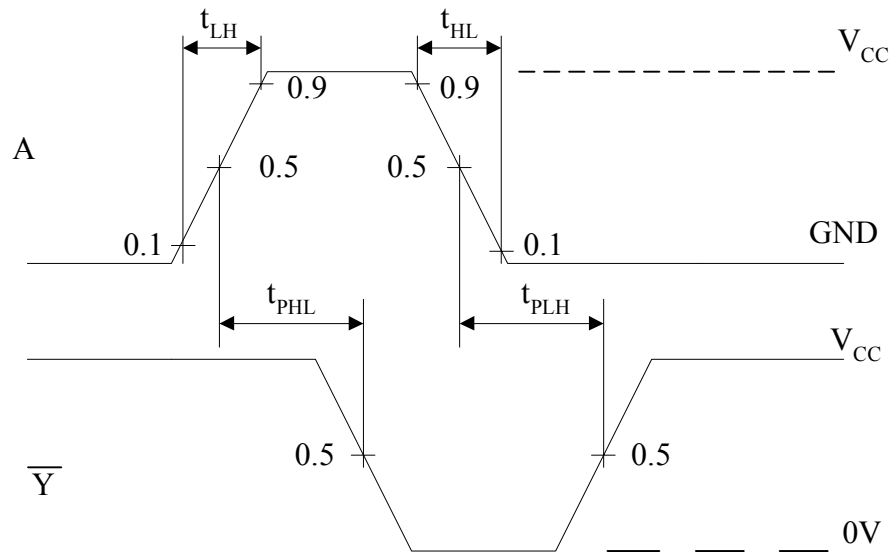 t_LH t_HL V_CC
0.9 0.9
A 0.5 0.5
0.1 0.1 GND
t_PHL t_PLH
V_CC
0.5 0.5
Y̅
0V